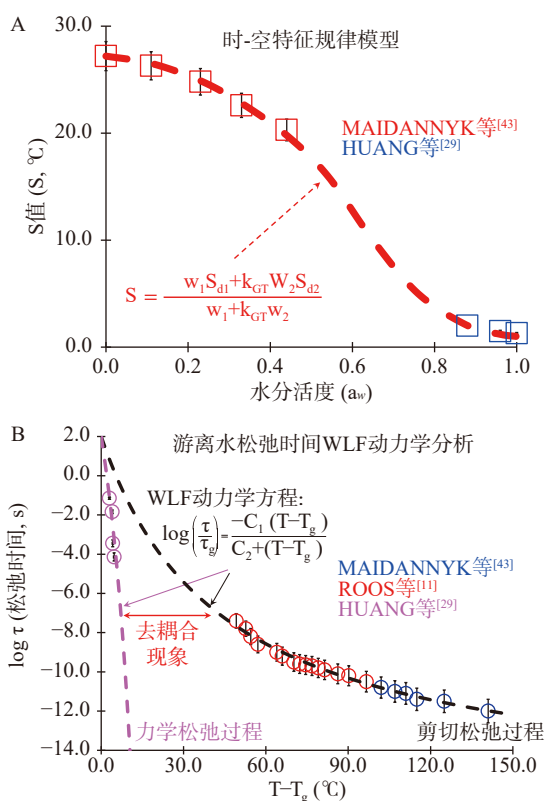 A
时-空特征规律模型
30.0
20.0
10.0
0.0
S值 (S, ℃)
MAIDANNYK等[43]
HUANG等[29]
S = (w₁S_d1+k_GT W₂S_d2)/(w₁+k_GT w₂)
0.0 0.2 0.4 0.6 0.8 1.0
水分活度 (aw)
B
游离水松弛时间WLF动力学分析
2.0
0.0
−2.0
−4.0
−6.0
−8.0
−10.0
−12.0
−14.0
log τ (松弛时间, s)
WLF动力学方程:
log(τ/τg)= −C₁ (T−Tg)/C₂+(T−Tg)
MAIDANNYK等[43]
ROOS等[11]
HUANG等[29]
去耦合
现象
力学松弛过程
剪切松弛过程
0.0 30.0 60.0 90.0 120.0 150.0
T−Tg (℃)